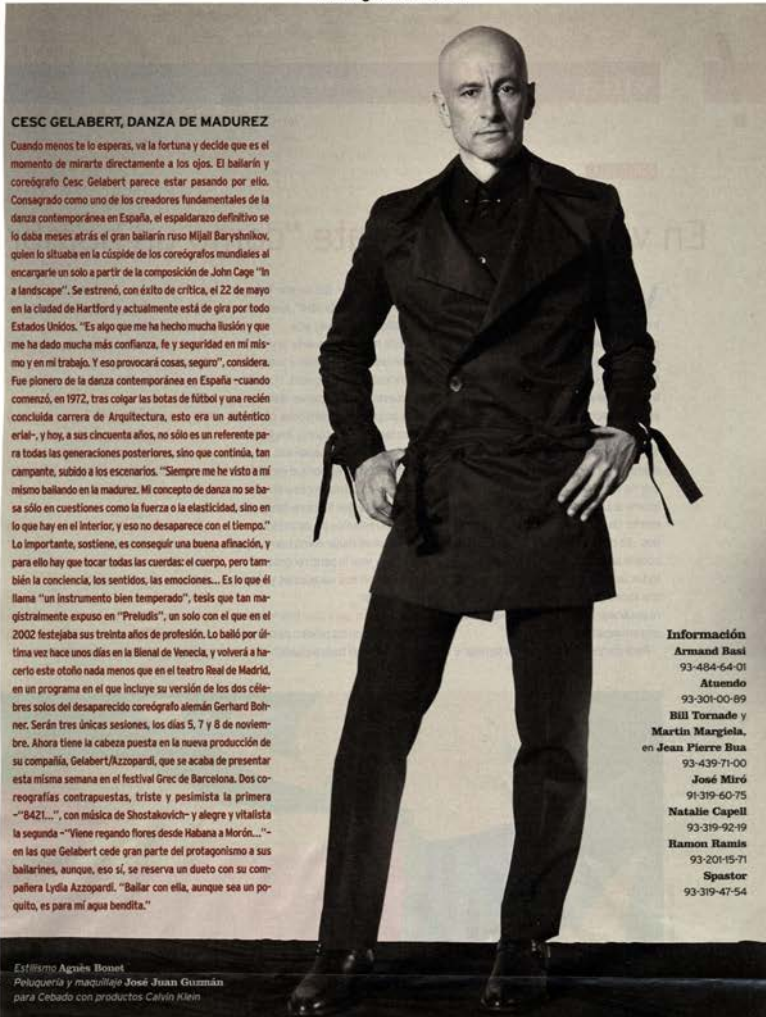 CESC GELABERT, DANZA DE MADUREZ
Cuando menos te lo esperas, va la fortuna y decide que es el
momento de mirarte directamente a los ojos. El bailarín y
coreógrafo Cesc Gelabert parece estar pasando por ello.
Consagrado como uno de los creadores fundamentales de la
danza contemporánea en España, el espaldarazo definitivo se
lo daba meses atrás el gran bailarín ruso Mijail Baryshnikov,
quien lo situaba en la cúspide de los coreógrafos mundiales al
encargarle un solo a partir de la composición de John Cage "In
a landscape". Se estrenó, con éxito de crítica, el 22 de mayo
en la ciudad de Hartford y actualmente está de gira por todo
Estados Unidos. "Es algo que me ha hecho mucha ilusión y que
me ha dado mucha más confianza, fe y seguridad en mí mis-
mo y en mi trabajo. Y eso provocará cosas, seguro", considera.
Fue pionero de la danza contemporánea en España -cuando
comenzó, en 1972, tras colgar las botas de fútbol y una recién
concluida carrera de Arquitectura, esto era un auténtico
erial-, y hoy, a sus cincuenta años, no sólo es un referente pa-
ra todas las generaciones posteriores, sino que continúa, tan
campante, subido a los escenarios. "Siempre me he visto a mí
mismo bailando en la madurez. Mi concepto de danza no se ba-
sa sólo en cuestiones como la fuerza o la elasticidad, sino en
lo que hay en el interior, y eso no desaparece con el tiempo."
Lo importante, sostiene, es conseguir una buena afinación, y
para ello hay que tocar todas las cuerdas: el cuerpo, pero tam-
bién la conciencia, los sentidos, las emociones... Es lo que él
llama "un instrumento bien temperado", tesis que tan ma-
gistralmente expuso en "Preludis", un solo con el que en el
2002 festejaba sus treinta años de profesión. Lo bailó por úl-
tima vez hace unos días en la Bienal de Venecia, y volverá a ha-
cerlo este otoño nada menos que en el teatro Real de Madrid,
en un programa en el que incluye su versión de los dos céle-
bres solos del desaparecido coreógrafo alemán Gerhard Boh-
ner. Serán tres únicas sesiones, los días 5, 7 y 8 de noviem-
bre. Ahora tiene la cabeza puesta en la nueva producción de
su compañía, Gelabert/Azzopardi, que se acaba de presentar
esta misma semana en el festival Grec de Barcelona. Dos co-
reografías contrapuestas, triste y pesimista la primera
-"8421...", con música de Shostakovich- y alegre y vitalista
la segunda -"Viene regando flores desde Habana a Morón..."-
en las que Gelabert cede gran parte del protagonismo a sus
bailarines, aunque, eso sí, se reserva un dueto con su com-
pañera Lydia Azzopardi. "Bailar con ella, aunque sea un po-
quito, es para mí agua bendita."
Estilismo Agnès Bonet
Peluquería y maquillaje José Juan Guzmán
para Cebado con productos Calvin Klein
Información
Armand Basi
93-484-64-01
Atuendo
93-301-00-89
Bill Tornade y
Martin Margiela,
en Jean Pierre Bua
93-439-71-00
José Miró
91-319-60-75
Natalie Capell
93-319-92-19
Ramon Ramis
93-201-15-71
Spastor
93-319-47-54